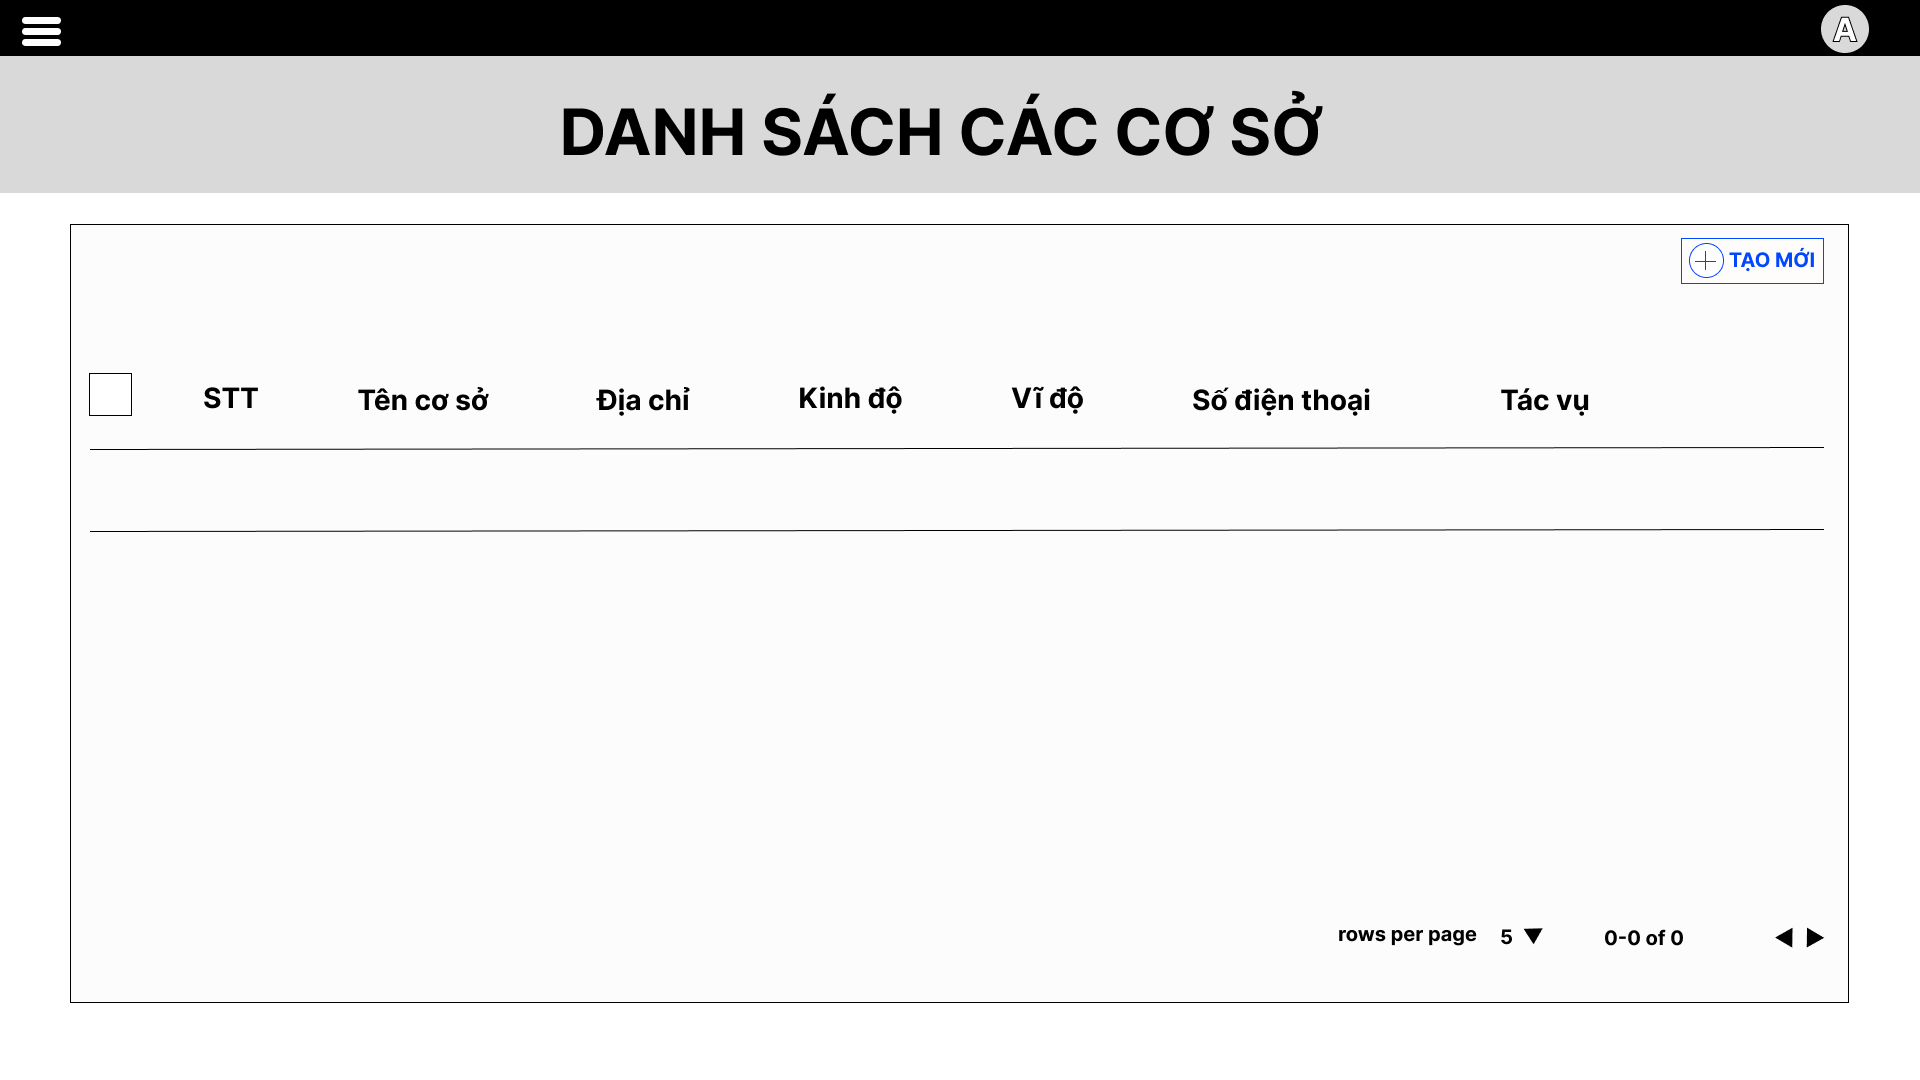 A
DANH SÁCH CÁC CƠ SỞ
TẠO MỚI
STT Tên cơ sở Địa chỉ Kinh độ Vĩ độ Số điện thoại Tác vụ
rows per page 5 0-0 of 0